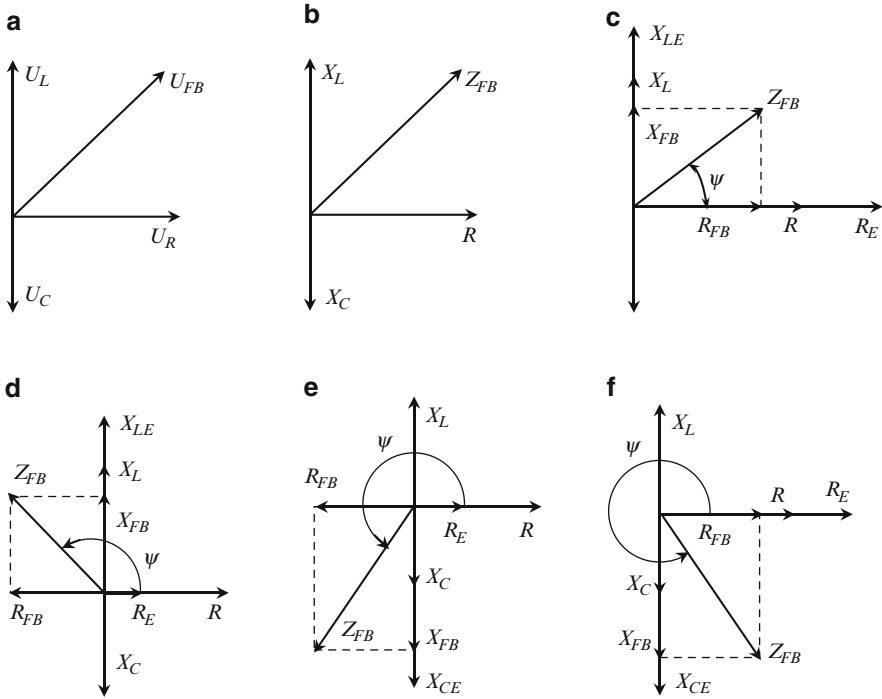 a
U_L
U_FB
U_R
U_C
b
X_L
Z_FB
R
X_C
c
X_LE
X_L
Z_FB
X_FB
ψ
R_FB R R_E
d
X_LE
Z_FB X_L
X_FB
ψ
R_FB R_E R
X_C
e
X_L
ψ
R_FB
R_E R
X_C
Z_FB X_FB
X_CE
f
X_L
ψ
R R_E
R_FB
X_C
X_FB Z_FB
X_CE